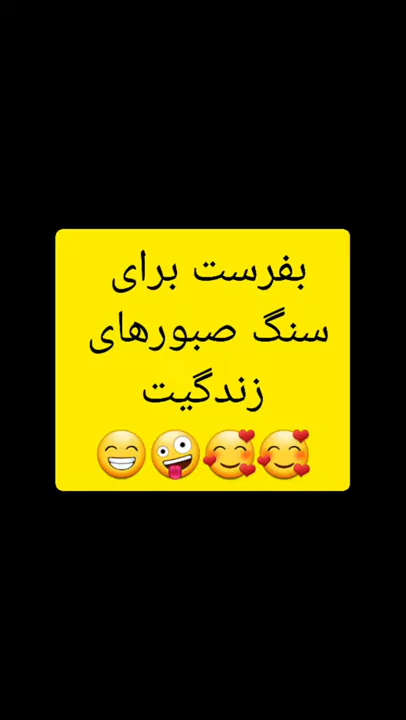 بفرست برای
سنگ صبورهای
زندگیت
😁🤪🥰🥰